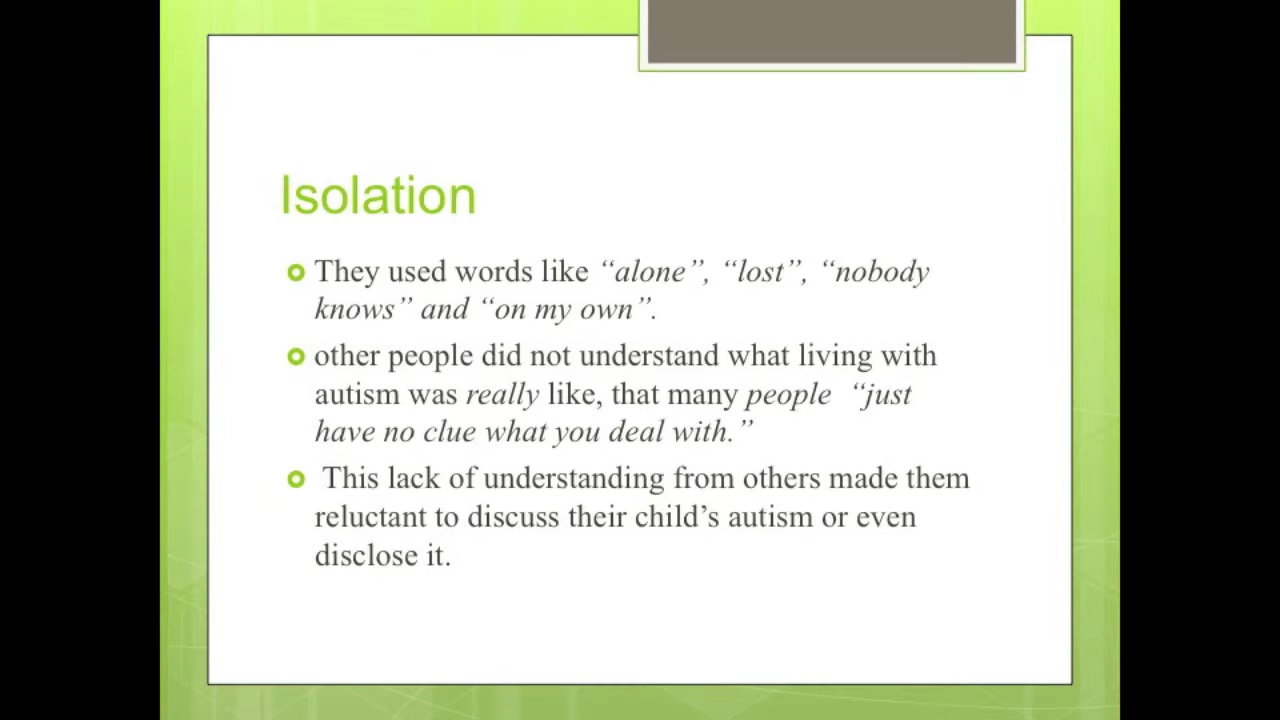 Isolation
They used words like “alone”, “lost”, “nobody
knows” and “on my own”.
other people did not understand what living with
autism was really like, that many people “just
have no clue what you deal with.”
This lack of understanding from others made them
reluctant to discuss their child’s autism or even
disclose it.